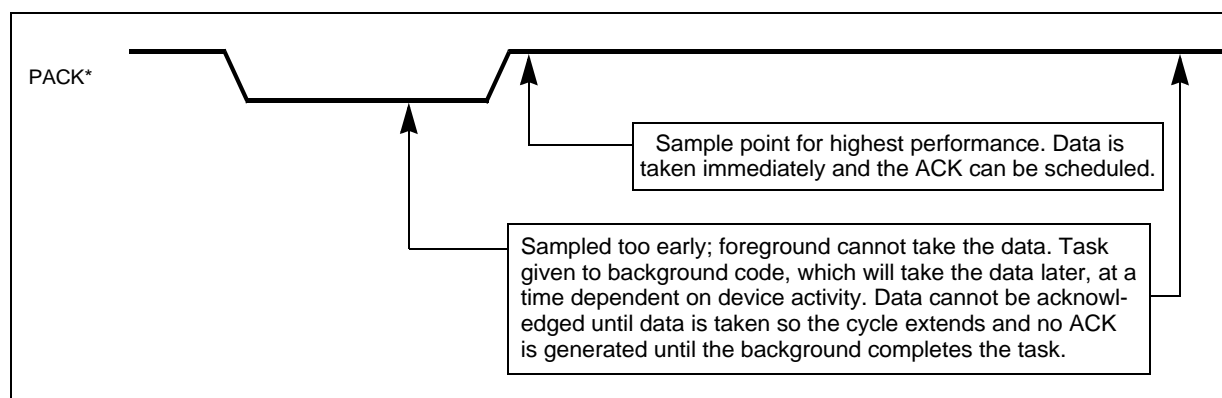 PACK*
Sample point for highest performance. Data is
taken immediately and the ACK can be scheduled.
Sampled too early; foreground cannot take the data. Task
given to background code, which will take the data later, at a
time dependent on device activity. Data cannot be acknowl-
edged until data is taken so the cycle extends and no ACK
is generated until the background completes the task.